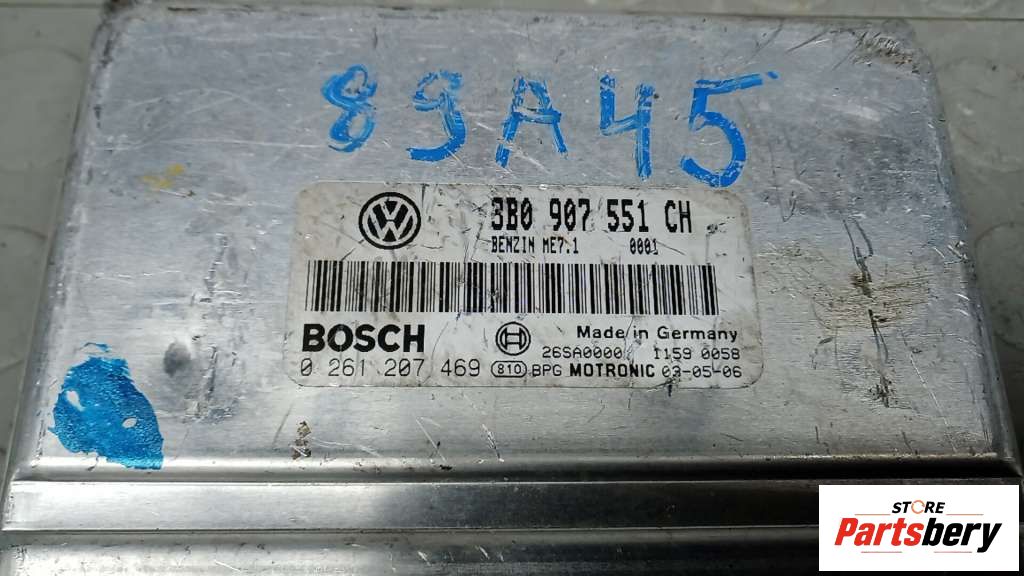 89A45
3B0 907 551 CH
BENZIN ME7.1 0001
BOSCH
Made in Germany
26SA0000 1159 0058
0 261 207 469 810 BPG MOTRONIC 03-05-06
STORE
Partsbery